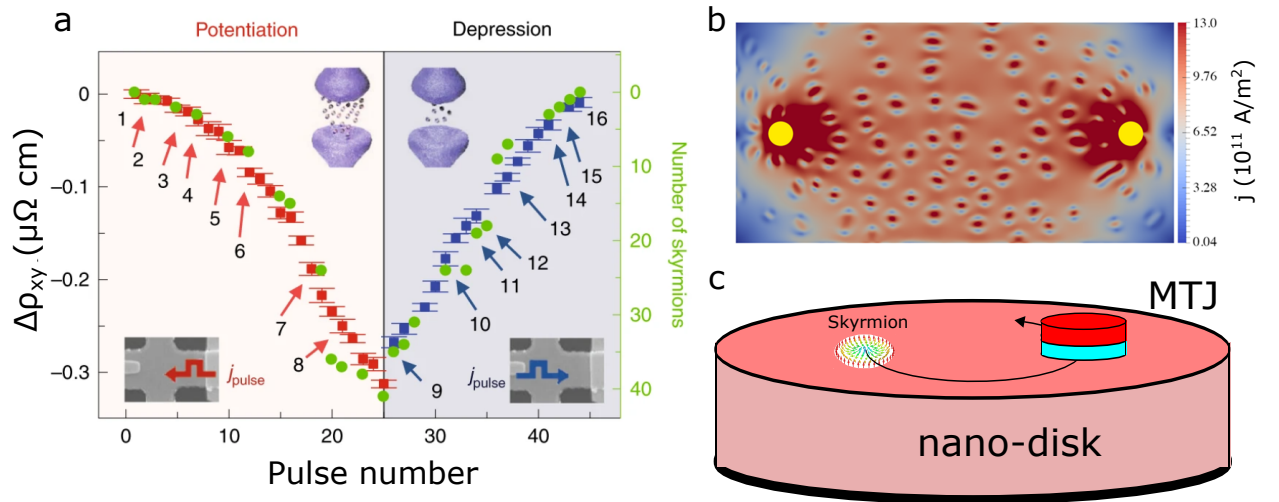 a
Potentiation
Depression
0
−0.1
−0.2
−0.3
Δρxy (μΩ cm)
0
10
20
30
40
Number of skyrmions
1
2
3
4
5
6
7
8
9
10
11
12
13
14
15
16
jpulse
jpulse
0
10
20
30
40
Pulse number
b
13.0
9.76
6.52
3.28
0.04
j (10¹¹ A/m²)
c
MTJ
Skyrmion
nano-disk